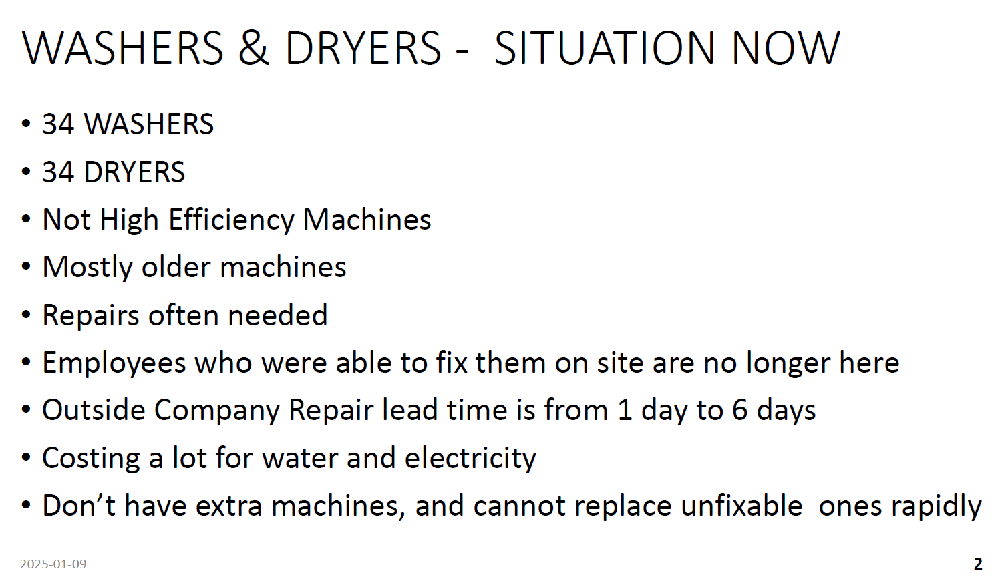 WASHERS & DRYERS -  SITUATION NOW
• 34 WASHERS
• 34 DRYERS
• Not High Efficiency Machines
• Mostly older machines
• Repairs often needed
• Employees who were able to fix them on site are no longer here
• Outside Company Repair lead time is from 1 day to 6 days
• Costing a lot for water and electricity
• Don’t have extra machines, and cannot replace unfixable  ones rapidly
2025-01-09
2